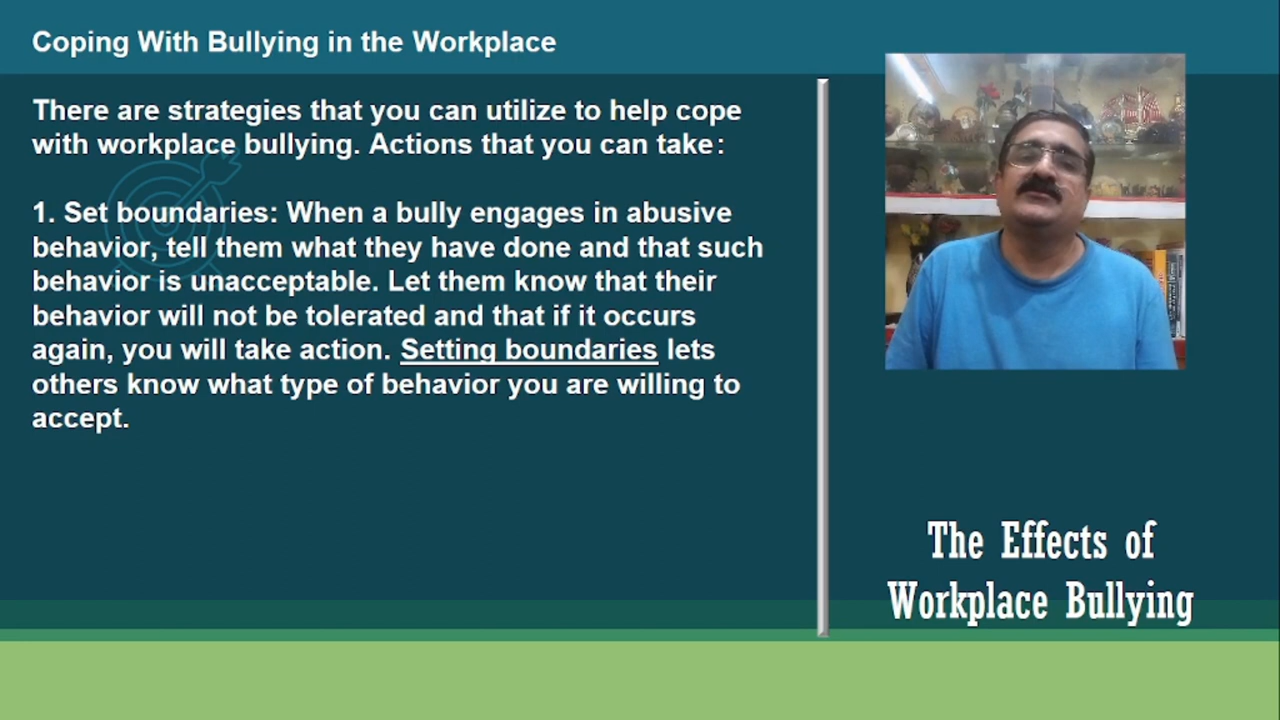 Coping With Bullying in the Workplace
There are strategies that you can utilize to help cope
with workplace bullying. Actions that you can take:
1. Set boundaries: When a bully engages in abusive
behavior, tell them what they have done and that such
behavior is unacceptable. Let them know that their
behavior will not be tolerated and that if it occurs
again, you will take action. Setting boundaries lets
others know what type of behavior you are willing to
accept.
The Effects of
Workplace Bullying